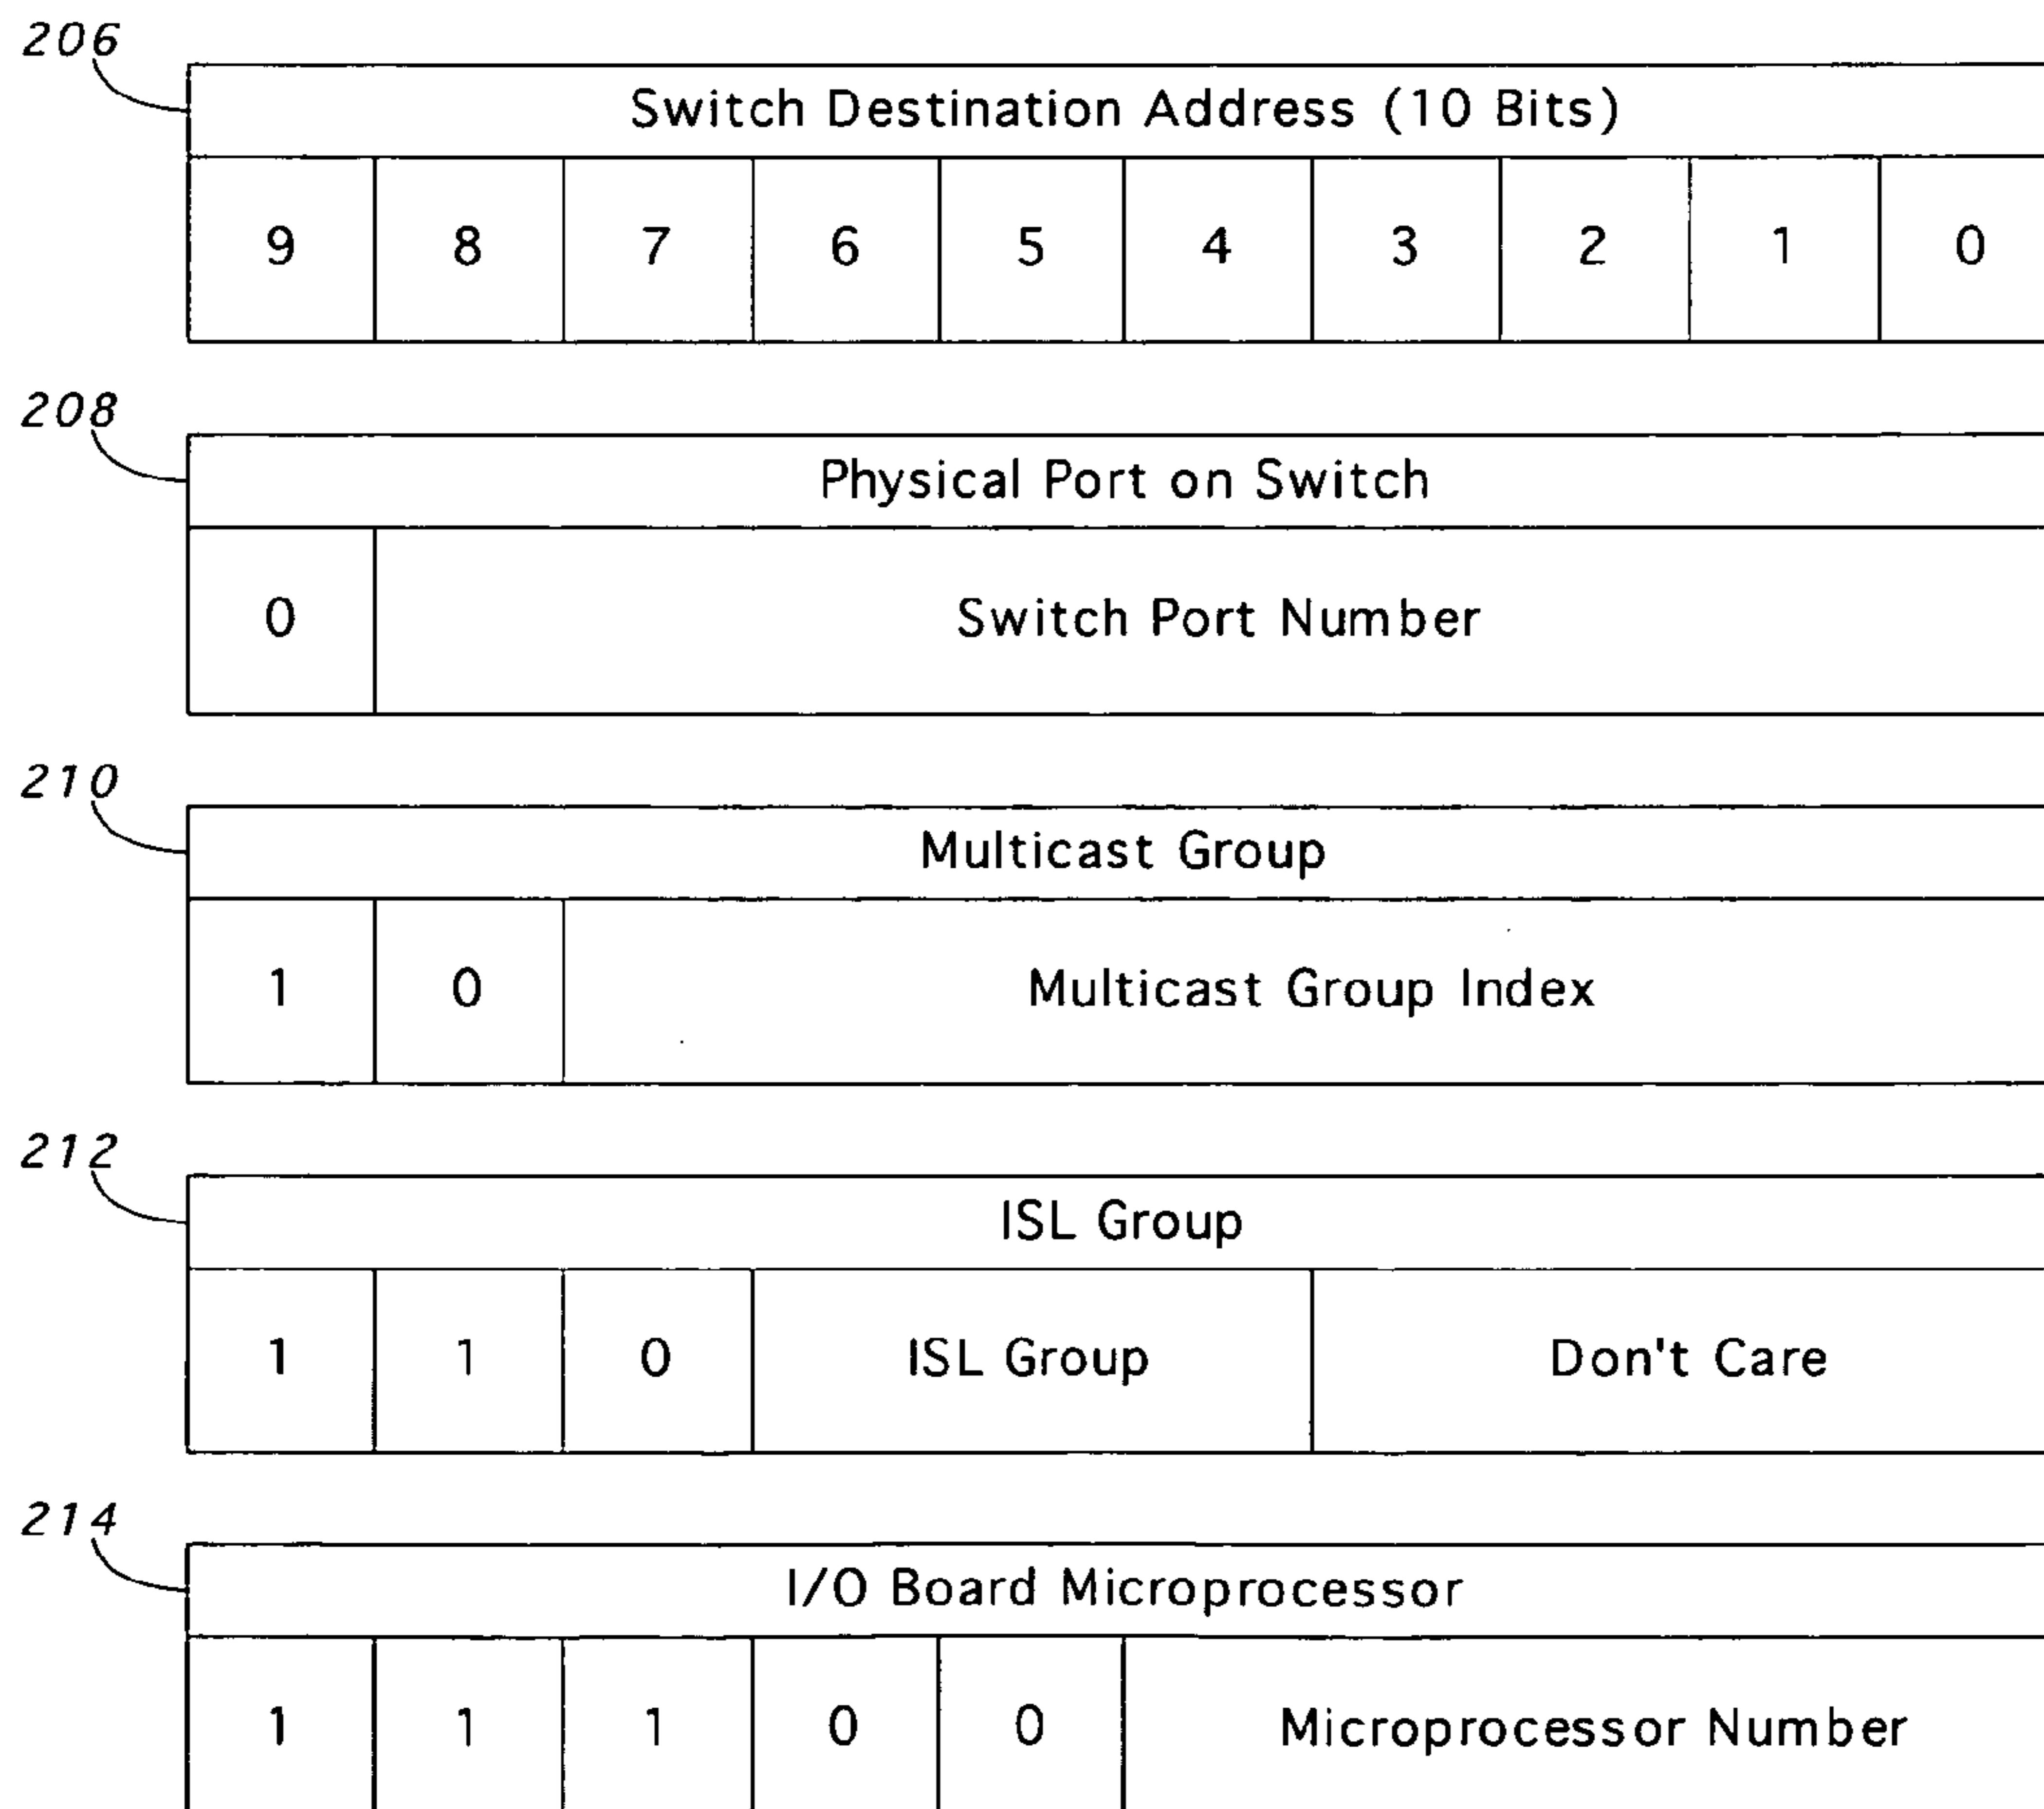 206
Switch Destination Address (10 Bits)
9 8 7 6 5 4 3 2 1 0
208
Physical Port on Switch
0 Switch Port Number
210
Multicast Group
1 0 Multicast Group Index
212
ISL Group
1 1 0 ISL Group Don't Care
214
I/O Board Microprocessor
1 1 1 0 0 Microprocessor Number